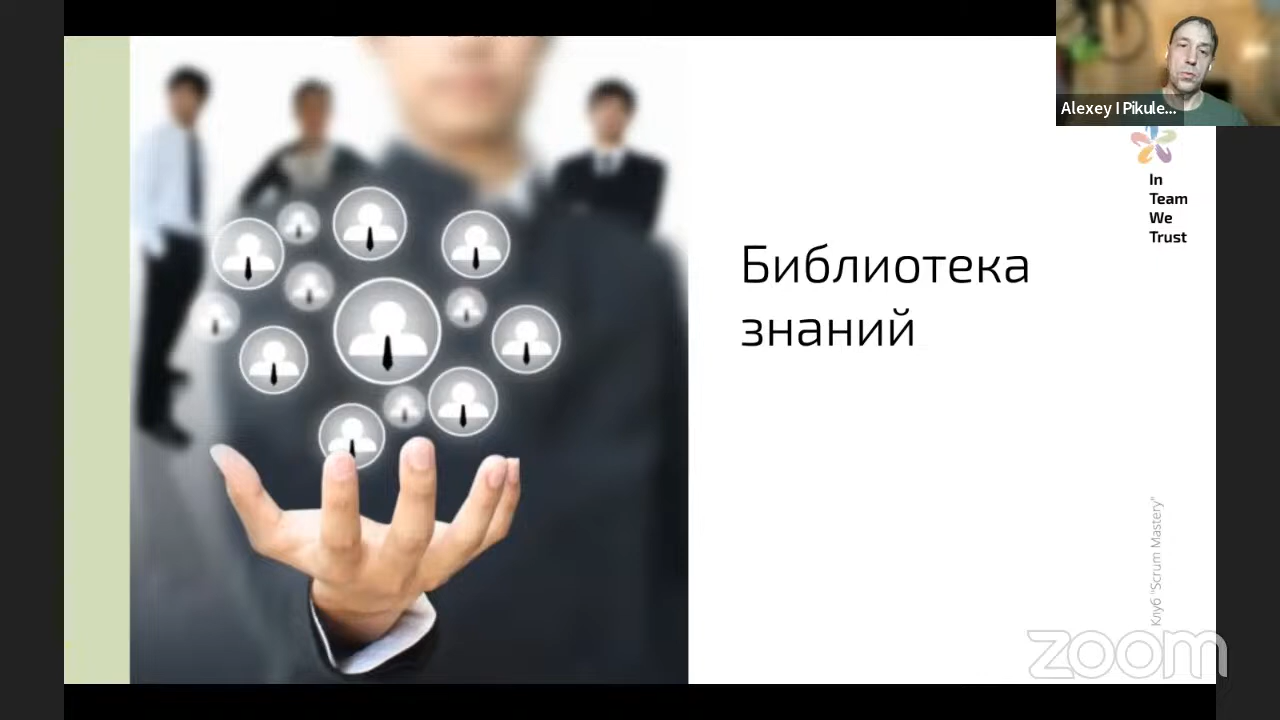 Alexey I Pikule...
In
Team
We
Trust
Библиотека
знаний
Клуб "Scrum Mastery"
zoom